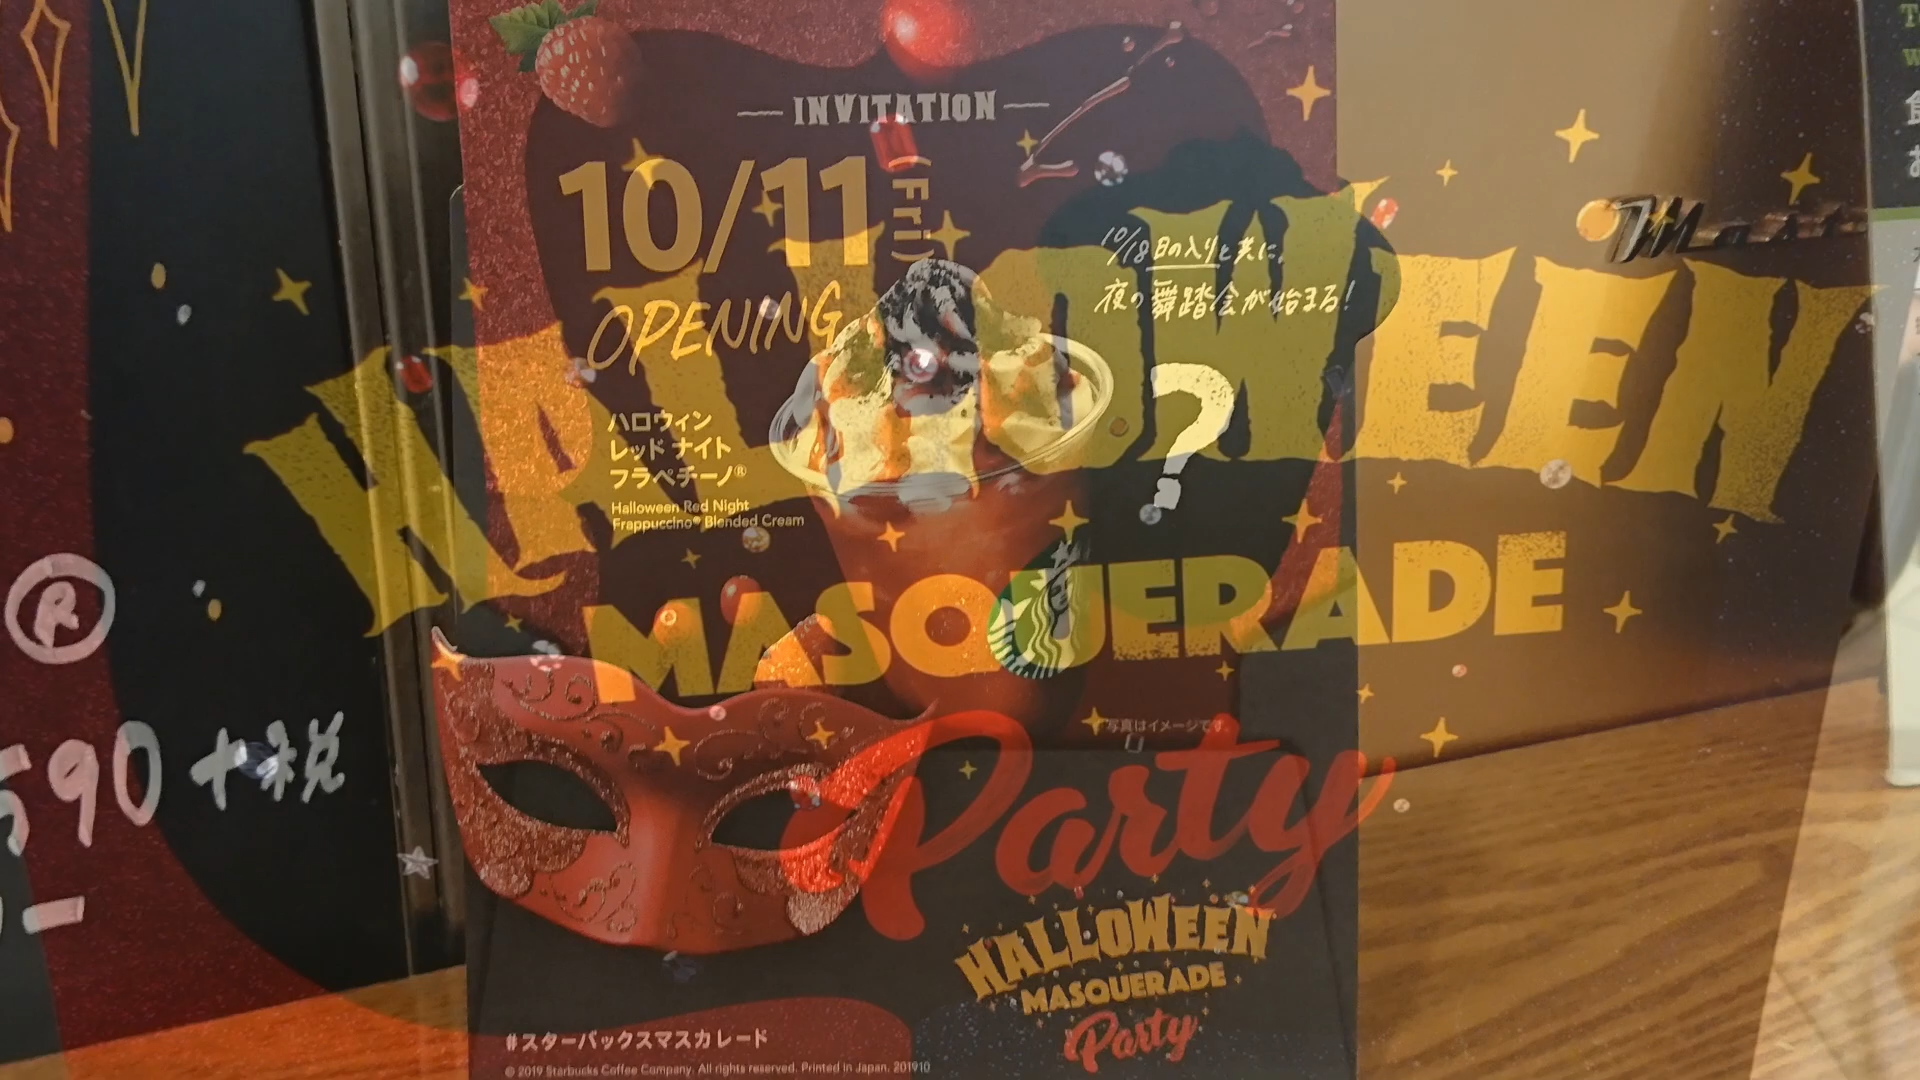 INVITATION
10/11
(Fri)
OPENING
10/18日の入りと共に、
夜の舞踏会が始まる!
?
ハロウィン
レッド ナイト
フラペチーノ®
Halloween Red Night
Frappuccino® Blended Cream
HALLOWEEN
MASQUERADE
Party
®
590+税
写真はイメージです。
HALLOWEEN
MASQUERADE
Party
#スターバックスマスカレード
© 2019 Starbucks Coffee Company. All rights reserved. Printed in Japan. 201910